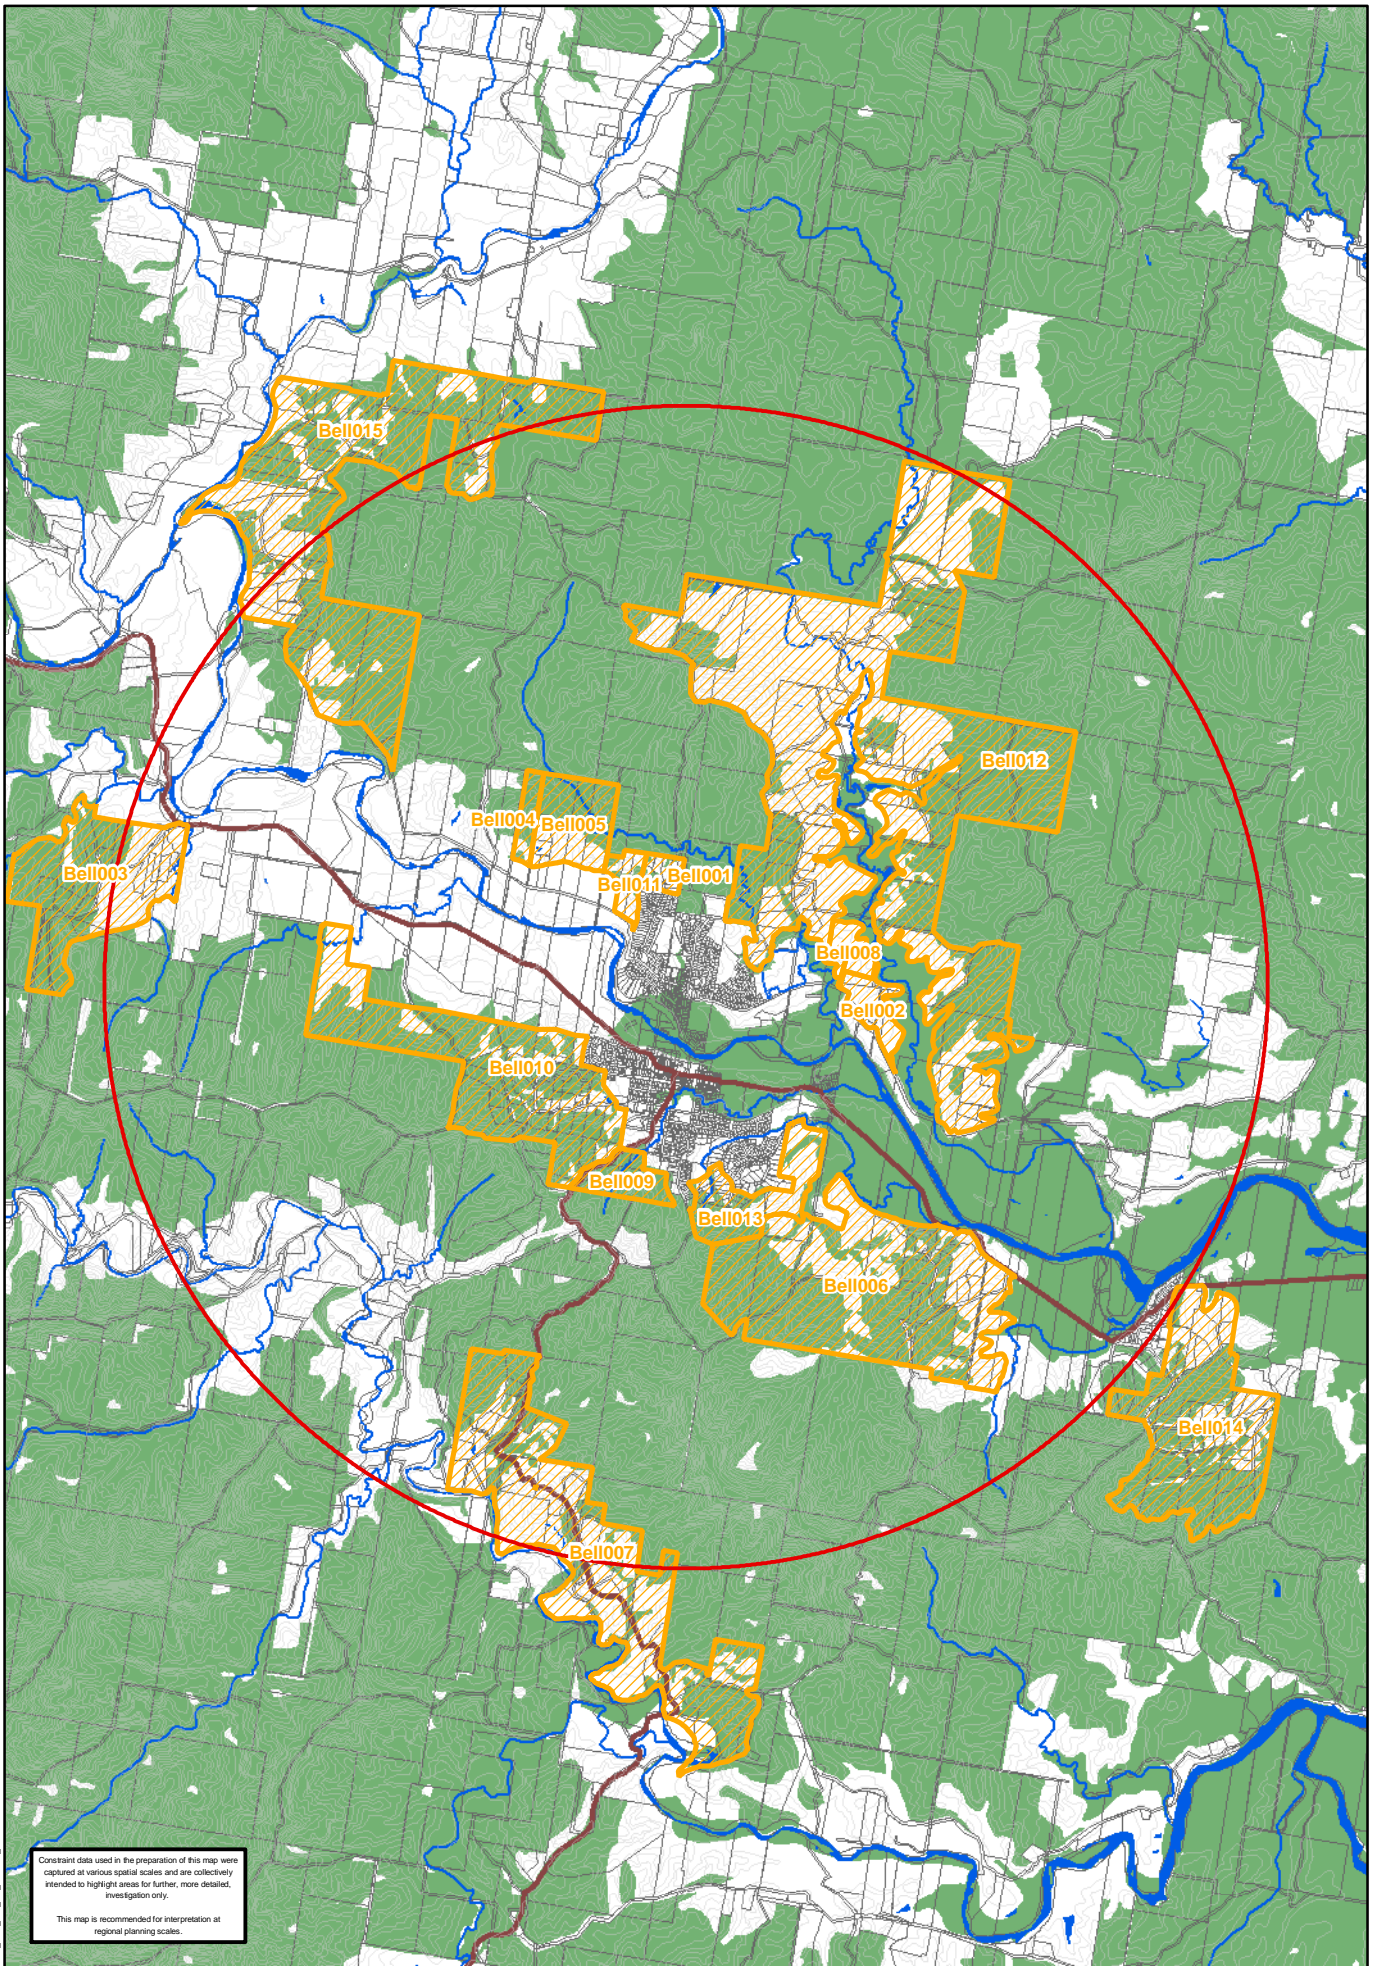 Bell015
Bell012
Bell004
Bell005
Bell003
Bell011
Bell001
Bell008
Bell002
Bell010
Bell009
Bell013
Bell006
Bell014
Bell007
Constraint data used in the preparation of this map were
captured at various spatial scales and are collectively
intended to highlight areas for further, more detailed,
investigation only.
This map is recommended for interpretation at
regional planning scales.